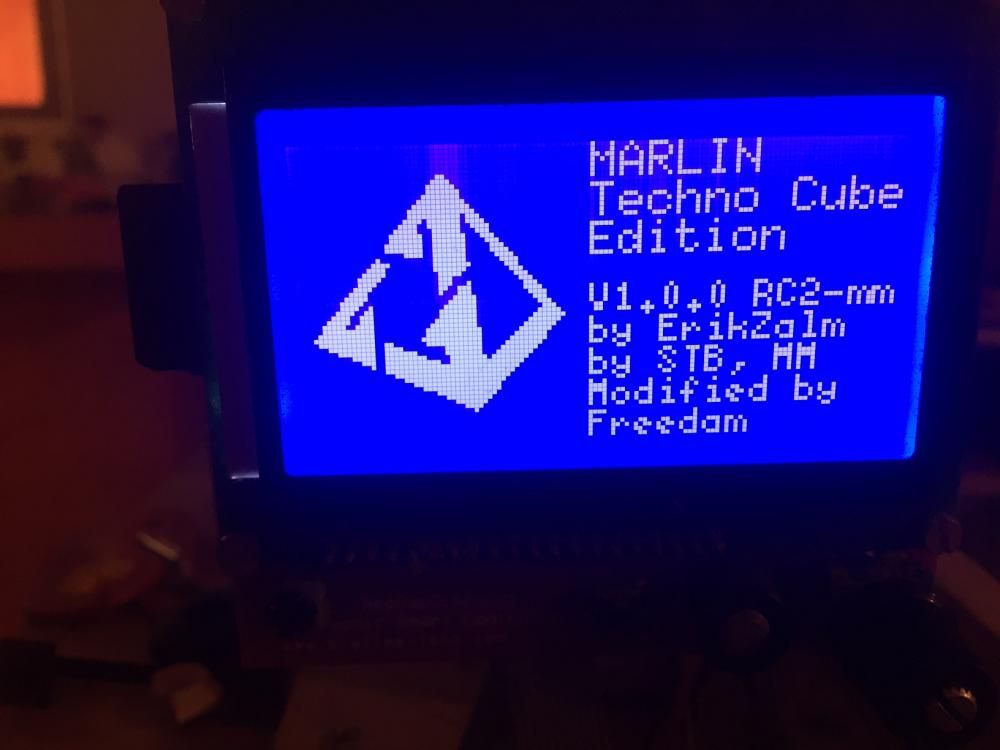 MARLIN
Techno Cube
Edition
V1.0.0 RC2-mm
by ErikZalm
by STB, MM
Modified by
Freedam